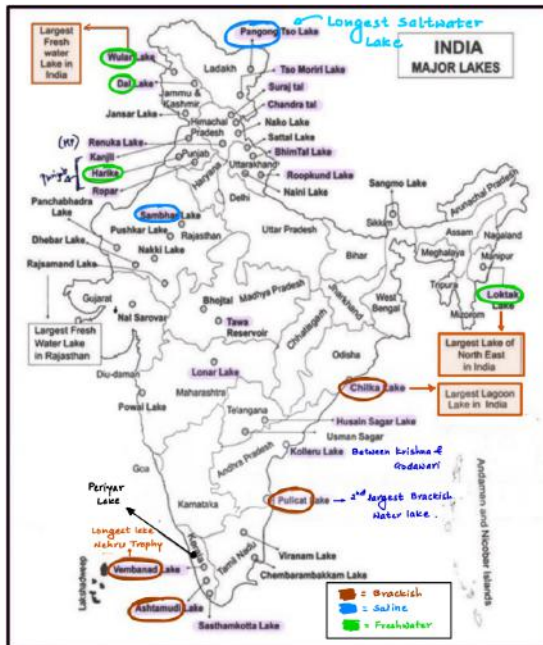 Longest Saltwater
Lake
INDIA
MAJOR LAKES
Largest
Fresh
water
Lake in
India
Pangong Tso Lake
Wular Lake
Dal Lake
Ladakh
Jammu &
Kashmir
Tso Moriri Lake
Suraj tal
Chandra tal
Jansar Lake
Himachal
Pradesh
Nako Lake
Sattal Lake
BhimTal Lake
Renuka Lake
(HP)
Kanjli
Harike
Ropar
Punjab
Haryana
Uttarakhand
Roopkund Lake
Naini Lake
Delhi
Sangmo Lake
Panchabhadra
Lake
Sambhar Lake
Pushkar Lake
Rajasthan
Nakki Lake
Dhebar Lake
Rajsamand Lake
Uttar Pradesh
Sikkim
Arunachal Pradesh
Assam
Nagaland
Meghalaya
Manipur
Tripura
Mizorom
Bihar
Jharkhand
West
Bengal
Loktak
Lake
Gujarat
Nal Sarovar
Bhojtal
Madhya Pradesh
Tawa
Reservoir
Chhattisgarh
Largest Fresh
Water Lake
in Rajasthan
Largest Lake of
North East
in India
Odisha
Chilka Lake
Largest Lagoon
Lake in India
Diu-daman
Lonar Lake
Maharashtra
Powai Lake
Telangana
Husain Sagar Lake
Usman Sagar
Kolleru Lake
Between Krishna &
Godawari
Andhra Pradesh
Goa
Karnataka
Periyar
Lake
Pulicat Lake
2nd largest Brackish
Water lake.
Andaman and Nicobar Islands
Longest lake
Nehru Trophy
Vembanad Lake
Kerala
Tamil Nadu
Viranam Lake
Chembarambakkam Lake
Lakshadweep
Ashtamudi Lake
Sasthamkotta Lake
= Brackish
= Saline
= Freshwater